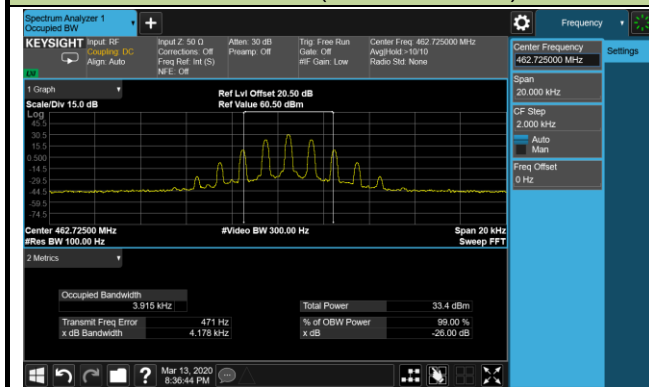 Spectrum Analyzer 1
Occupied BW
+
Frequency
KEYSIGHT
Input: RF
Coupling: DC
Align: Auto
Input Z: 50 Ω
Corrections: Off
Freq Ref: Int (S)
NFE: Off
Atten: 30 dB
Preamp: Off
Trig: Free Run
Gate: Off
#IF Gain: Low
Center Freq: 462.725000 MHz
Avg|Hold:>10/10
Radio Std: None
Center Frequency
462.725000 MHz
Settings
Span
20.000 kHz
CF Step
2.000 kHz
Auto
Man
Freq Offset
0 Hz
1 Graph
Scale/Div 15.0 dB
Ref Lvl Offset 20.50 dB
Ref Value 60.50 dBm
Log
45.5
30.5
15.5
0.500
-14.5
-29.5
-44.5
-59.5
-74.5
Center 462.72500 MHz
#Video BW 300.00 Hz
Span 20 kHz
#Res BW 100.00 Hz
Sweep FFT
2 Metrics
Occupied Bandwidth
3.915 kHz
Total Power 33.4 dBm
Transmit Freq Error 471 Hz
% of OBW Power 99.00 %
x dB Bandwidth 4.178 kHz
x dB -26.00 dB
?
Mar 13, 2020
8:36:44 PM